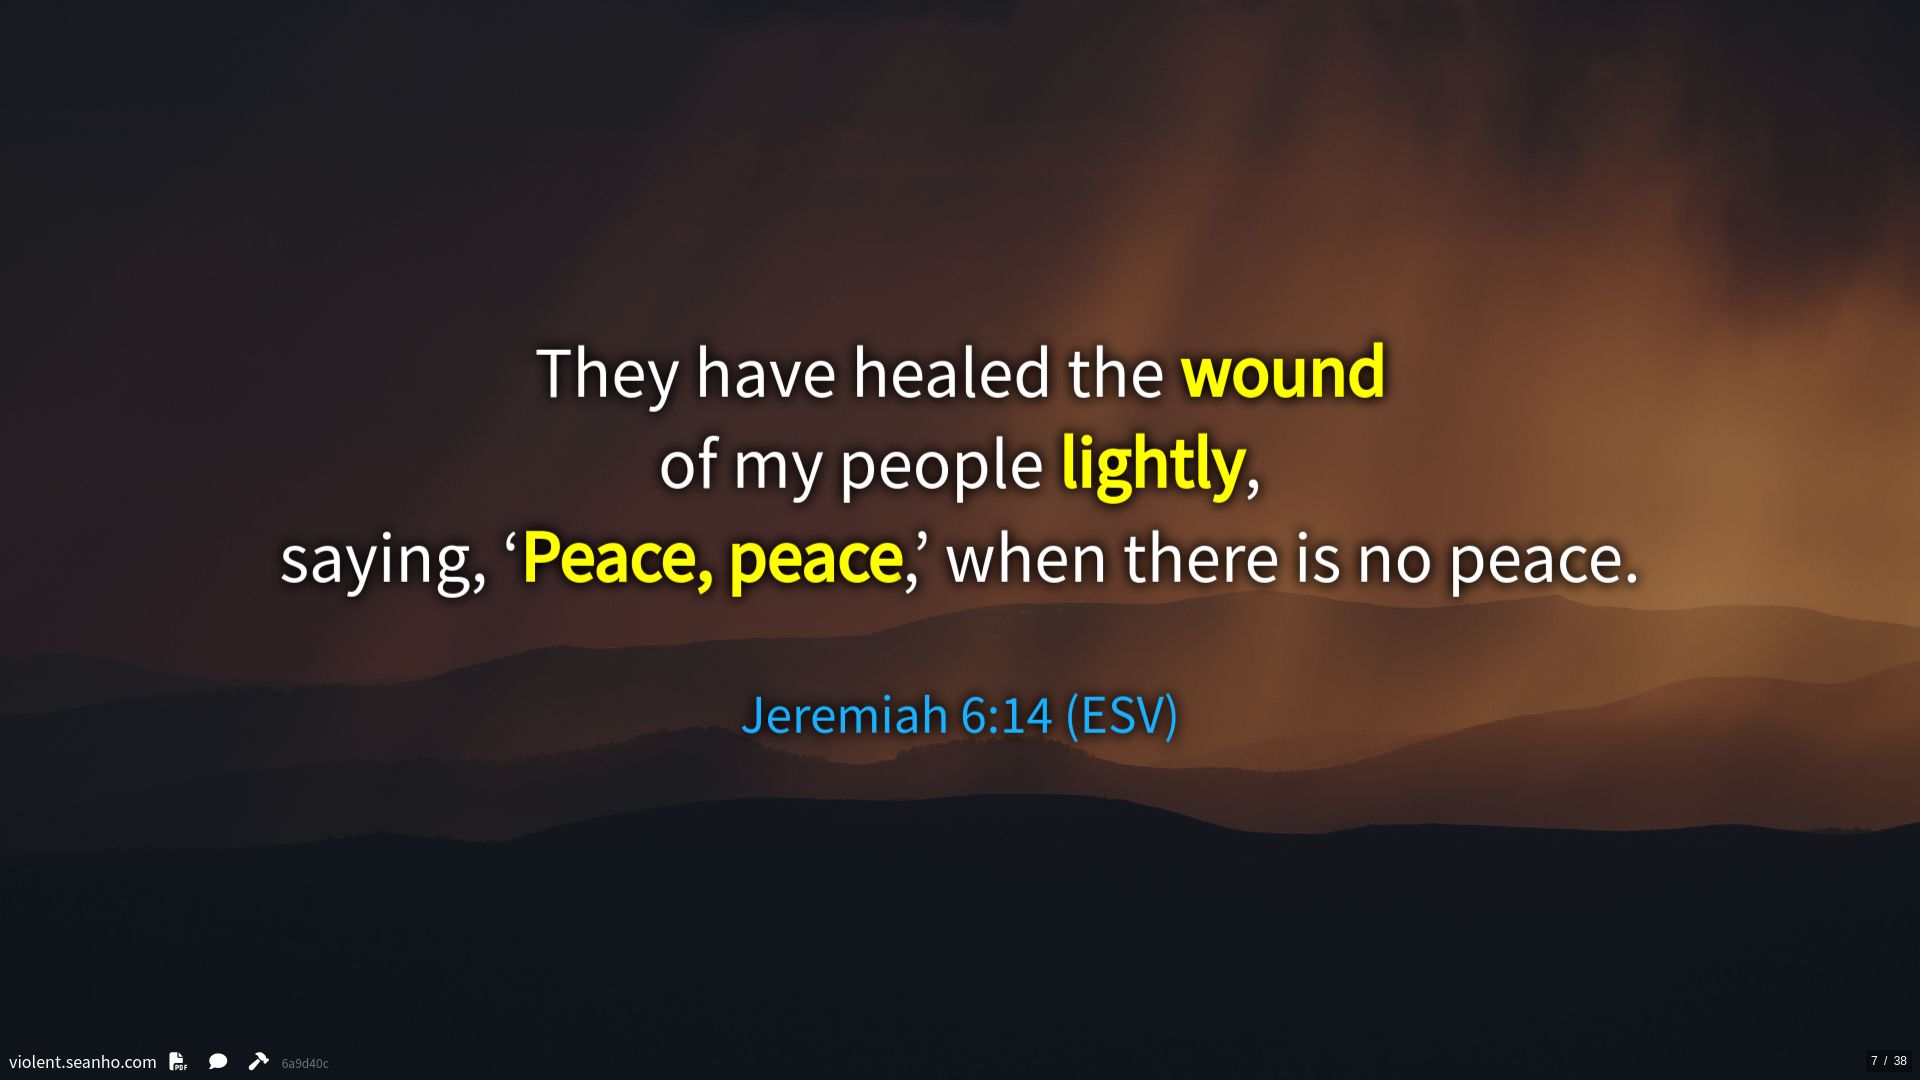 They have healed the wound
of my people lightly,
saying, ‘Peace, peace,’ when there is no peace.
Jeremiah 6:14 (ESV)
violent.seanho.com PDF 6a9d40c
7 / 38